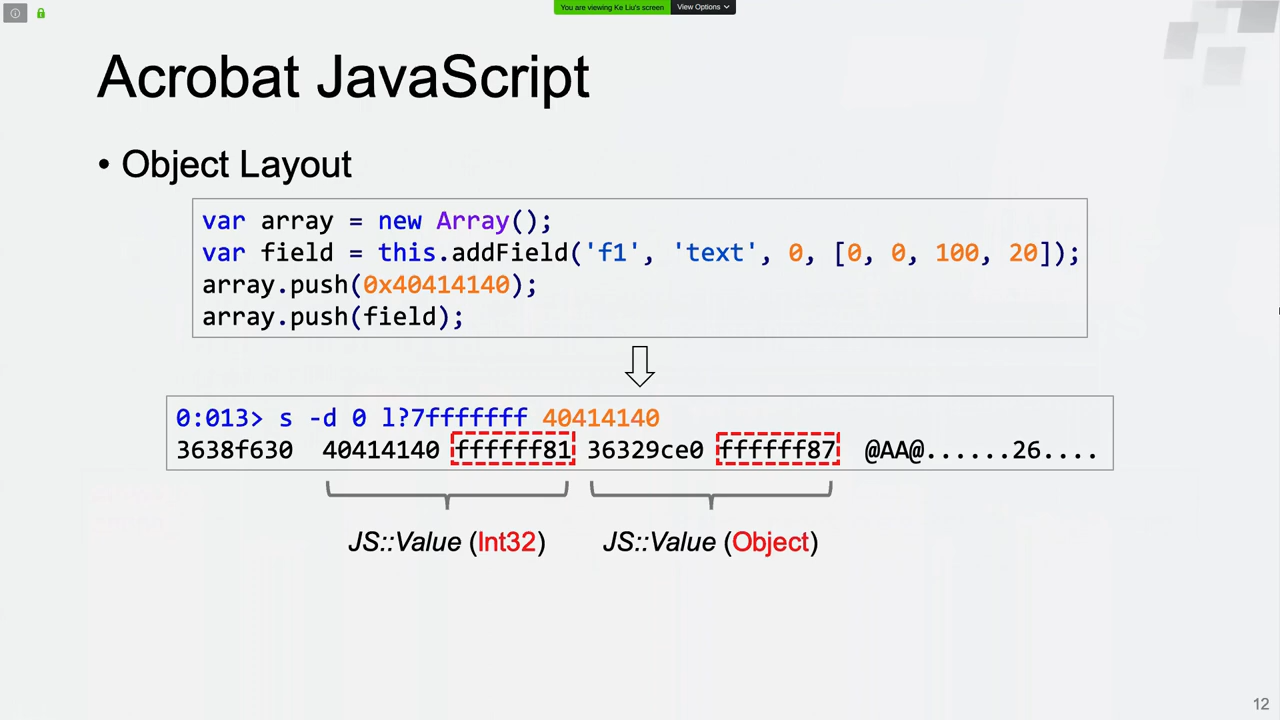 You are viewing Ke Liu's screen
View Options
Acrobat JavaScript
• Object Layout
var array = new Array();
var field = this.addField('f1', 'text', 0, [0, 0, 100, 20]);
array.push(0x40414140);
array.push(field);
0:013> s -d 0 l?7fffffff 40414140
3638f630 40414140 ffffff81 36329ce0 ffffff87 @AA@......26....
JS::Value (Int32)
JS::Value (Object)
12